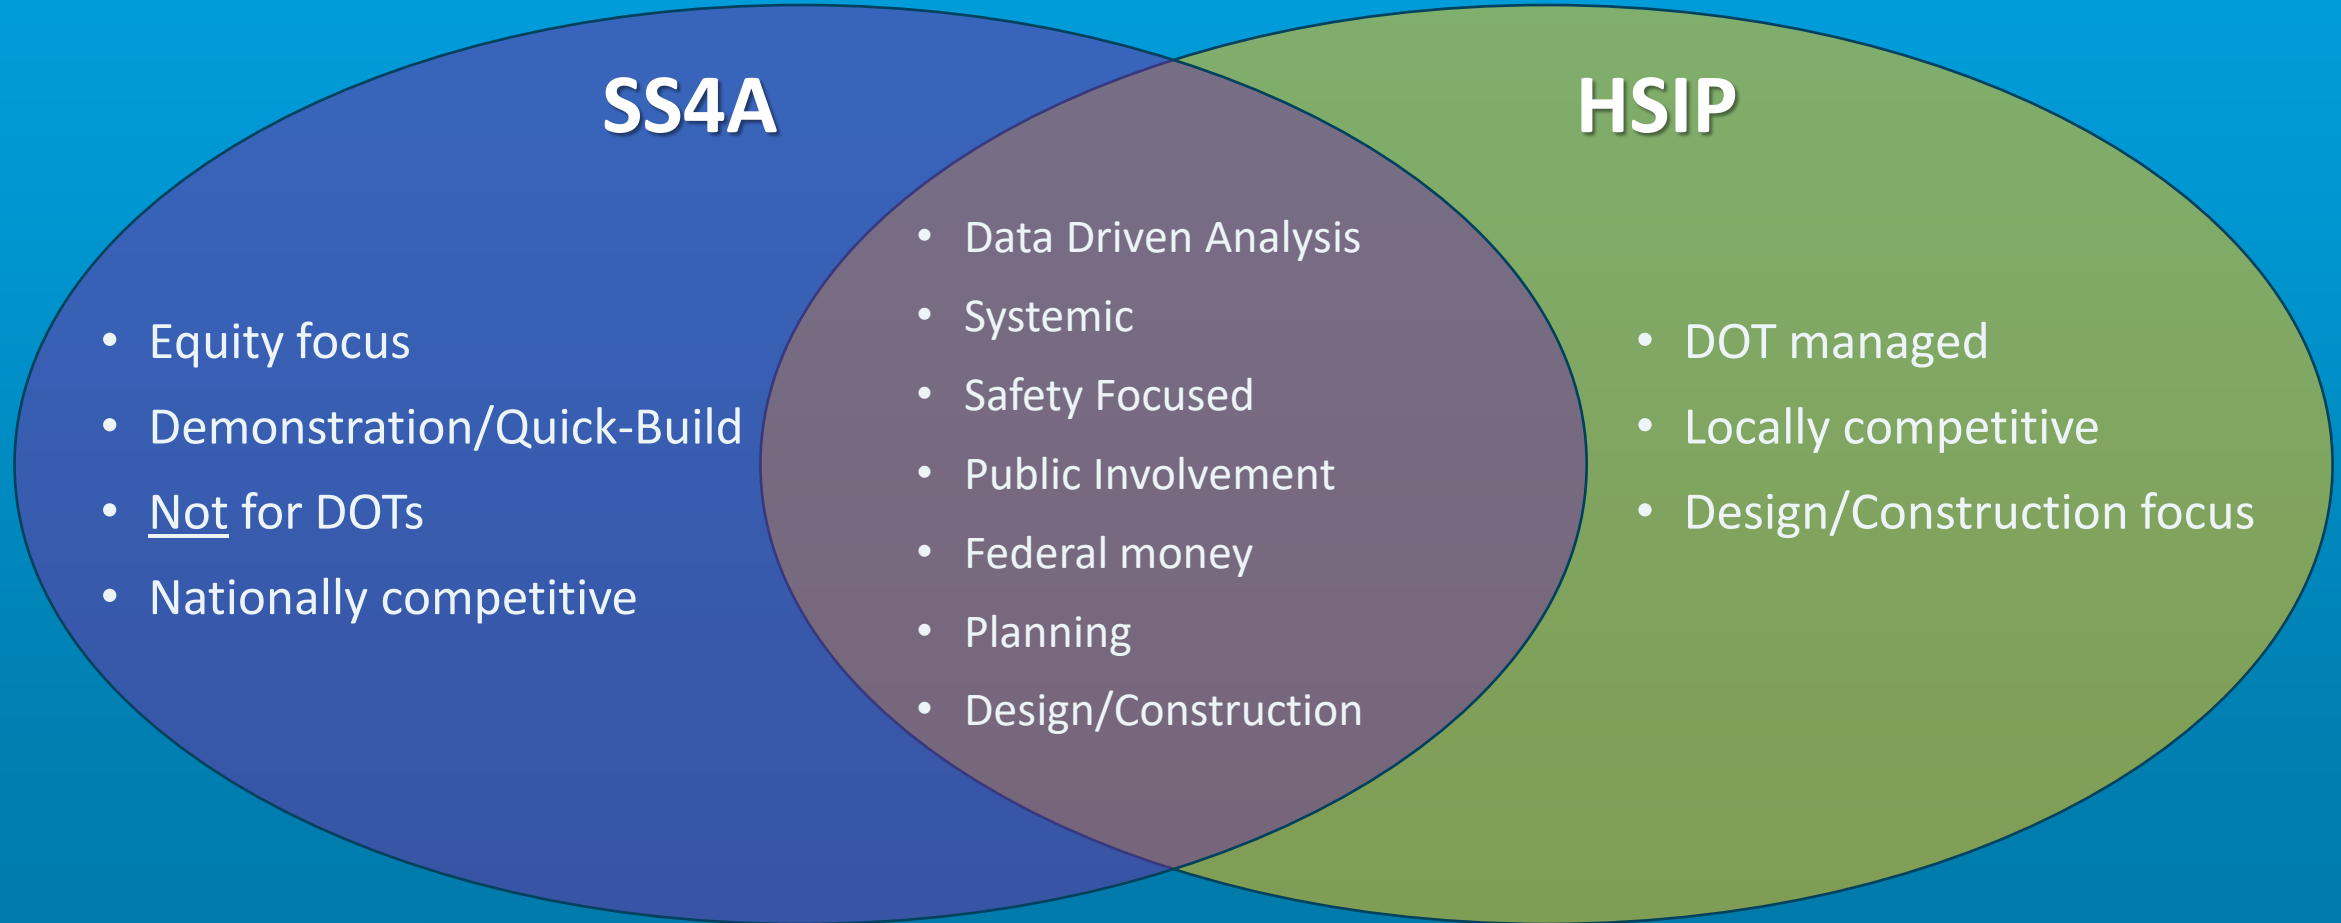 SS4A
• Equity focus
• Demonstration/Quick-Build
• Not for DOTs
• Nationally competitive
• Data Driven Analysis
• Systemic
• Safety Focused
• Public Involvement
• Federal money
• Planning
• Design/Construction
HSIP
• DOT managed
• Locally competitive
• Design/Construction focus